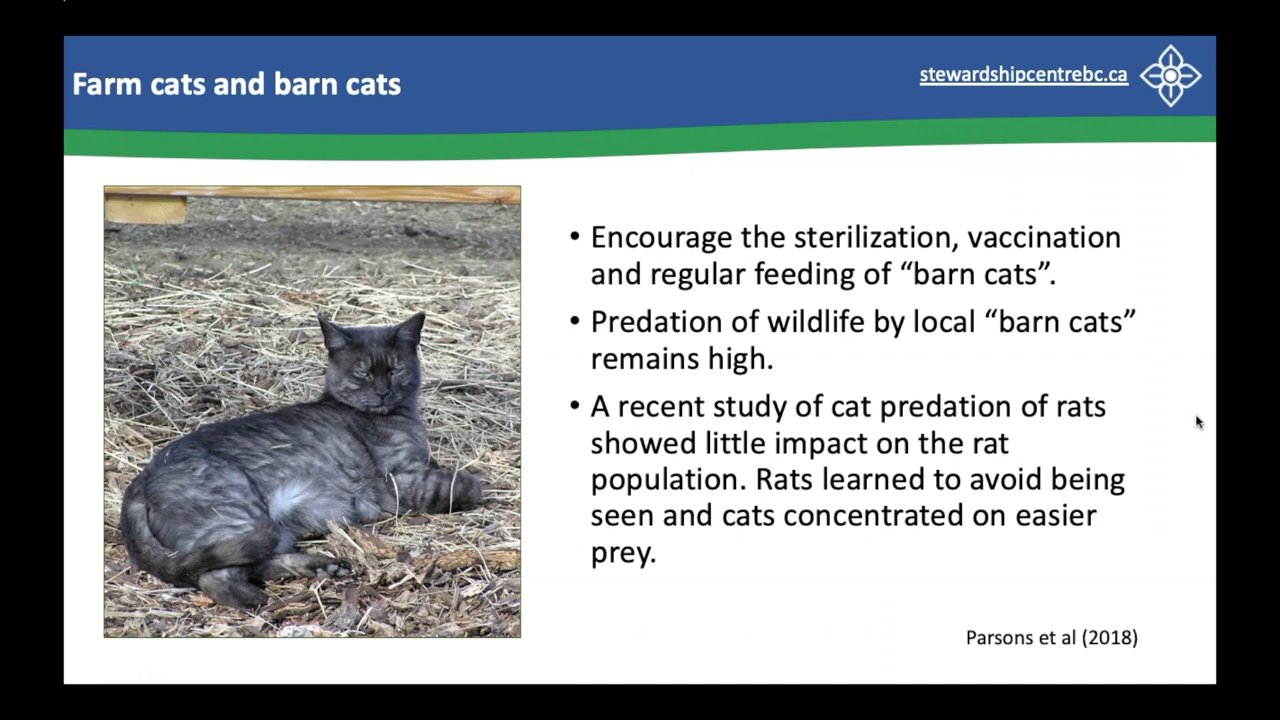 Farm cats and barn cats
stewardshipcentrebc.ca
• Encourage the sterilization, vaccination
and regular feeding of “barn cats”.
• Predation of wildlife by local “barn cats”
remains high.
• A recent study of cat predation of rats
showed little impact on the rat
population. Rats learned to avoid being
seen and cats concentrated on easier
prey.
Parsons et al (2018)